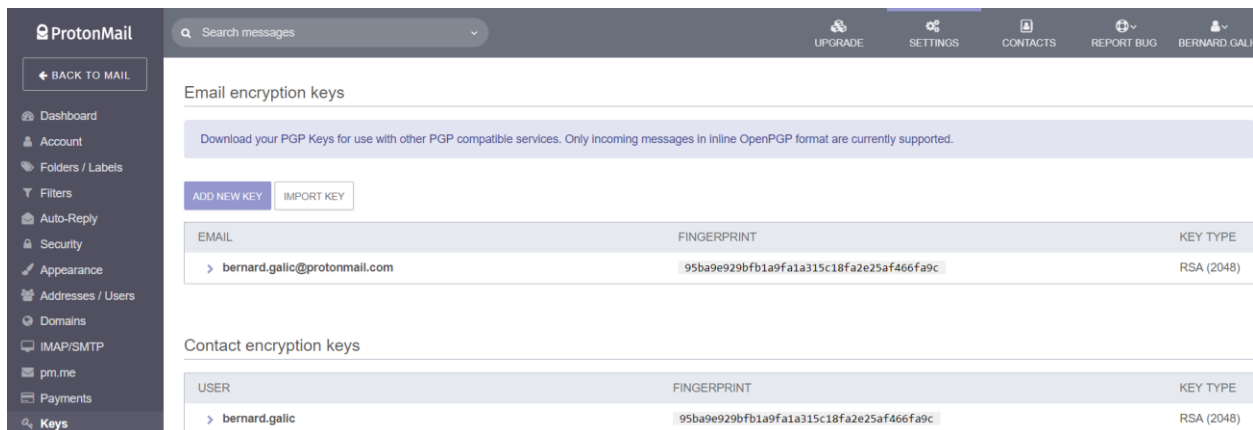 ProtonMail
Search messages
UPGRADE
SETTINGS
CONTACTS
REPORT BUG
BERNARD.GALI
BACK TO MAIL
Dashboard
Account
Folders / Labels
Filters
Auto-Reply
Security
Appearance
Addresses / Users
Domains
IMAP/SMTP
pm.me
Payments
Keys
Email encryption keys
Download your PGP Keys for use with other PGP compatible services. Only incoming messages in inline OpenPGP format are currently supported.
ADD NEW KEY IMPORT KEY
EMAIL FINGERPRINT KEY TYPE
bernard.galic@protonmail.com 95ba9e929bfb1a9fa1a315c18fa2e25af466fa9c RSA (2048)
Contact encryption keys
USER FINGERPRINT KEY TYPE
bernard.galic 95ba9e929bfb1a9fa1a315c18fa2e25af466fa9c RSA (2048)